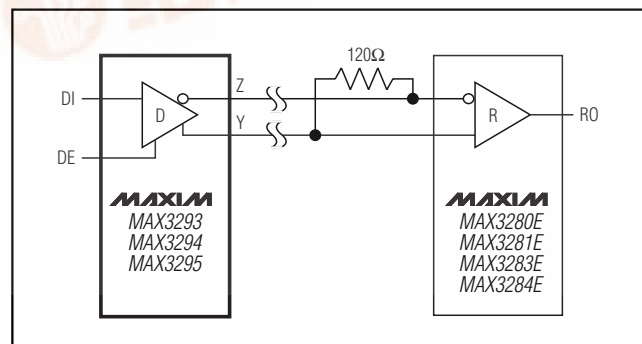 120Ω
DI
D
Z
Y
R
RO
DE
MAXIM
MAX3293
MAX3294
MAX3295
MAXIM
MAX3280E
MAX3281E
MAX3283E
MAX3284E